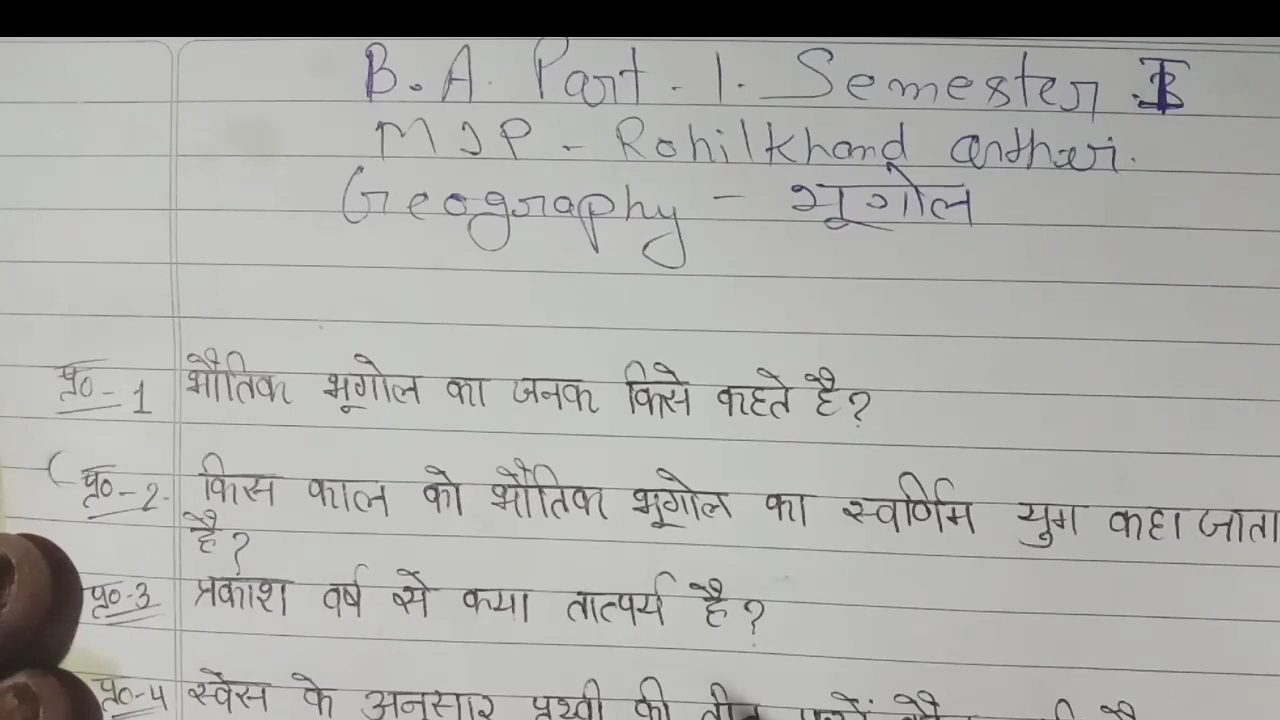 B.A. Part - 1. Semester I
MJP - Rohilkhand
Geography - भूगोल
प्र०-1 भौतिक भूगोल का जनक किसे कहते है?
प्र०-2. किस काल को भौतिक भूगोल का स्वर्णिम युग कहा जाता
है?
प्र०-3 प्रकाश वर्ष से क्या तात्पर्य है?
प्र०-4 स्वेस के अनुसार पृथ्वी की तीन